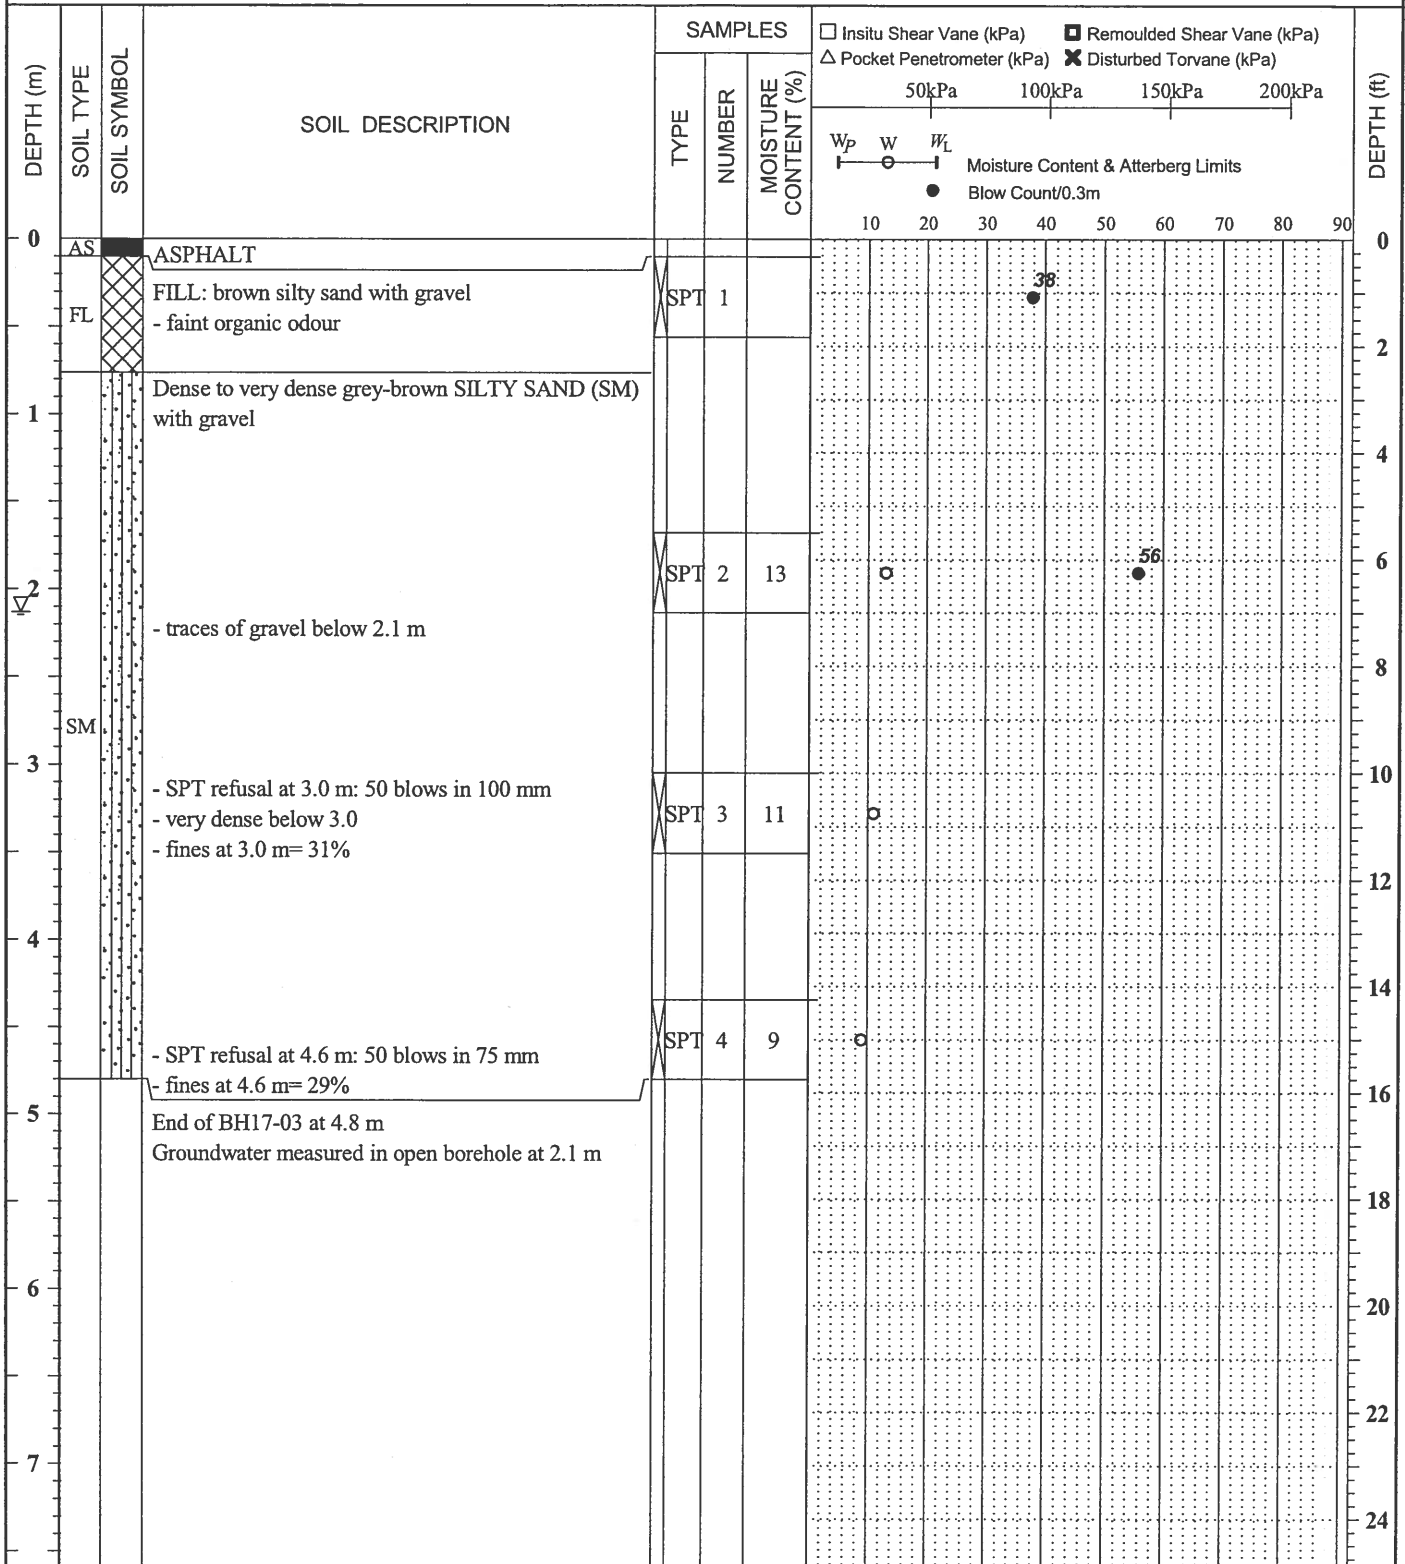 DEPTH (m)
SOIL TYPE
SOIL SYMBOL
SOIL DESCRIPTION
SAMPLES
TYPE
NUMBER
MOISTURE CONTENT (%)
Insitu Shear Vane (kPa) Remoulded Shear Vane (kPa)
Pocket Penetrometer (kPa) Disturbed Torvane (kPa)
50kPa 100kPa 150kPa 200kPa
WP W WL
Moisture Content & Atterberg Limits
Blow Count/0.3m
10 20 30 40 50 60 70 80 90
DEPTH (ft)
0 AS ASPHALT 0
FL FILL: brown silty sand with gravel SPT 1 38
- faint organic odour
2
Dense to very dense grey-brown SILTY SAND (SM)
1 with gravel
4
SPT 2 13 56 6
2
- traces of gravel below 2.1 m
8
SM
3 10
- SPT refusal at 3.0 m: 50 blows in 100 mm
- very dense below 3.0 SPT 3 11
- fines at 3.0 m= 31%
12
4
14
SPT 4 9
- SPT refusal at 4.6 m: 50 blows in 75 mm
- fines at 4.6 m= 29%
16
5 End of BH17-03 at 4.8 m
Groundwater measured in open borehole at 2.1 m
18
6
20
22
7
24